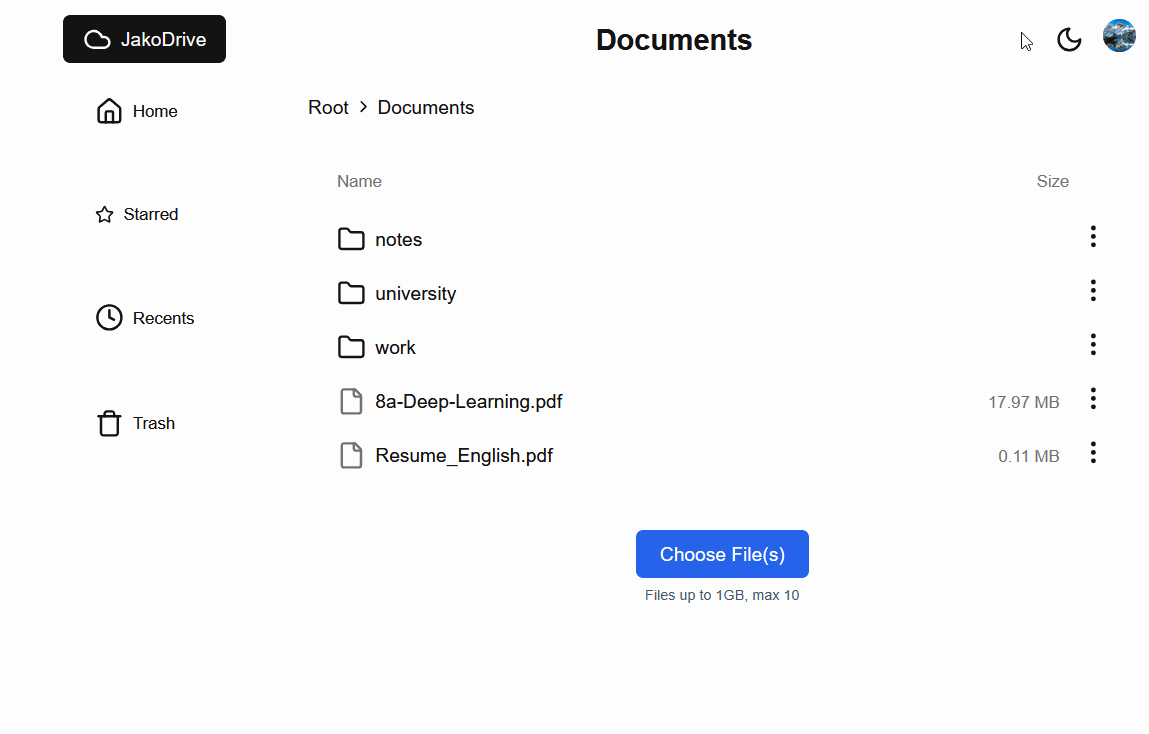 JakoDrive
Documents
Home
Starred
Recents
Trash
Root > Documents
Name Size
notes
university
work
8a-Deep-Learning.pdf 17.97 MB
Resume_English.pdf 0.11 MB
Choose File(s)
Files up to 1GB, max 10